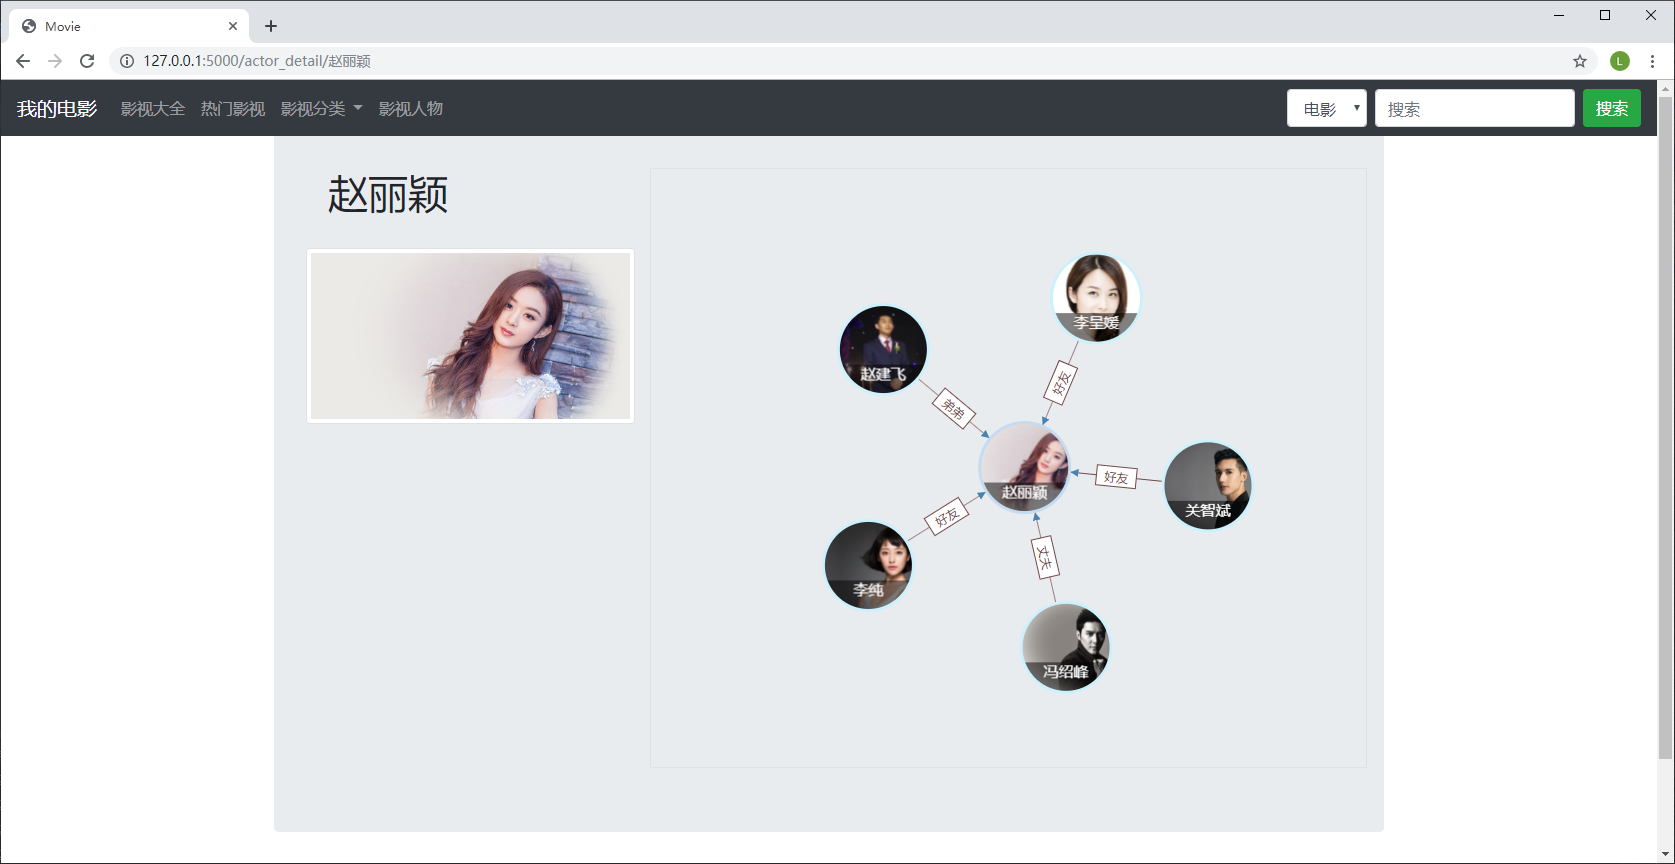 Movie
127.0.0.1:5000/actor_detail/赵丽颖
L
我的电影 影视大全 热门影视 影视分类 影视人物 电影 搜索 搜索
赵丽颖
李呈媛
赵建飞
好友
弟弟
赵丽颖
好友
关智斌
好友
丈夫
李纯
冯绍峰